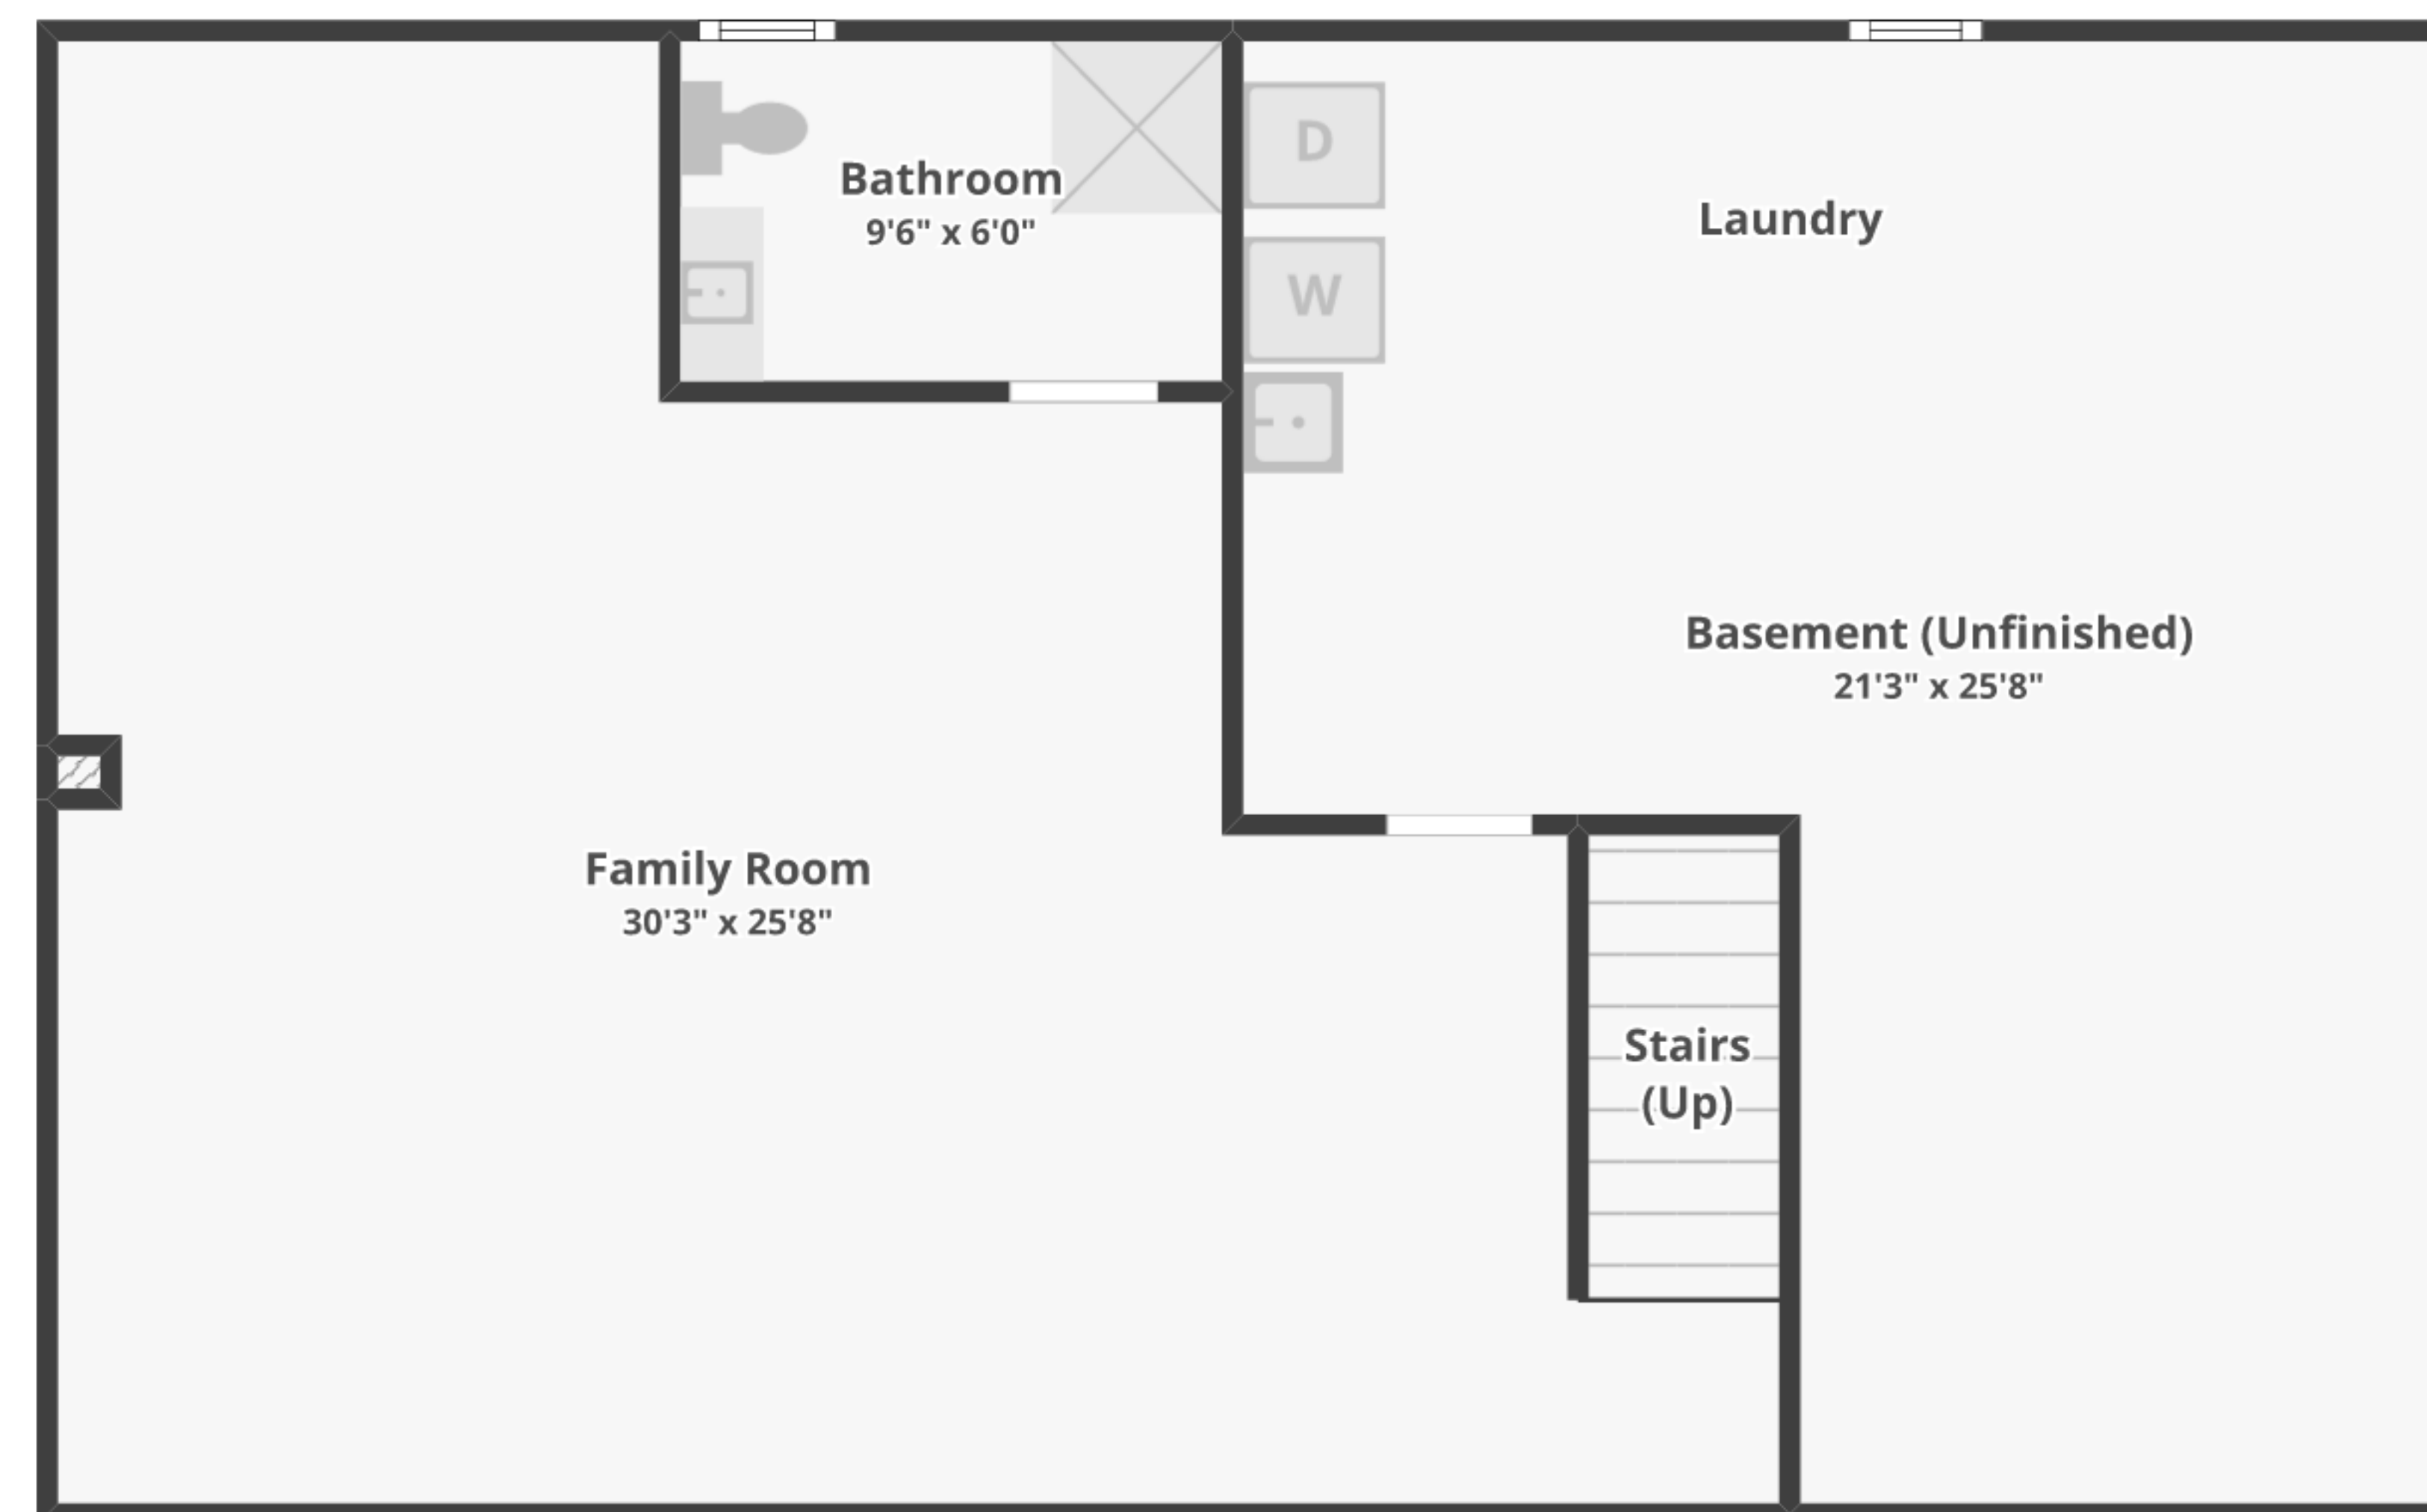 Bathroom
9'6" x 6'0"
D
W
Laundry
Basement (Unfinished)
21'3" x 25'8"
Family Room
30'3" x 25'8"
Stairs
(Up)